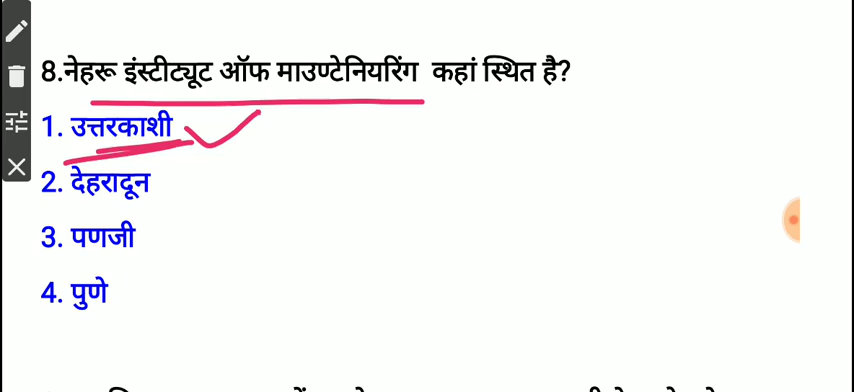 8.नेहरू इंस्टीट्यूट ऑफ माउण्टेनियरिंग कहां स्थित है?
1. उत्तरकाशी
2. देहरादून
3. पणजी
4. पुणे